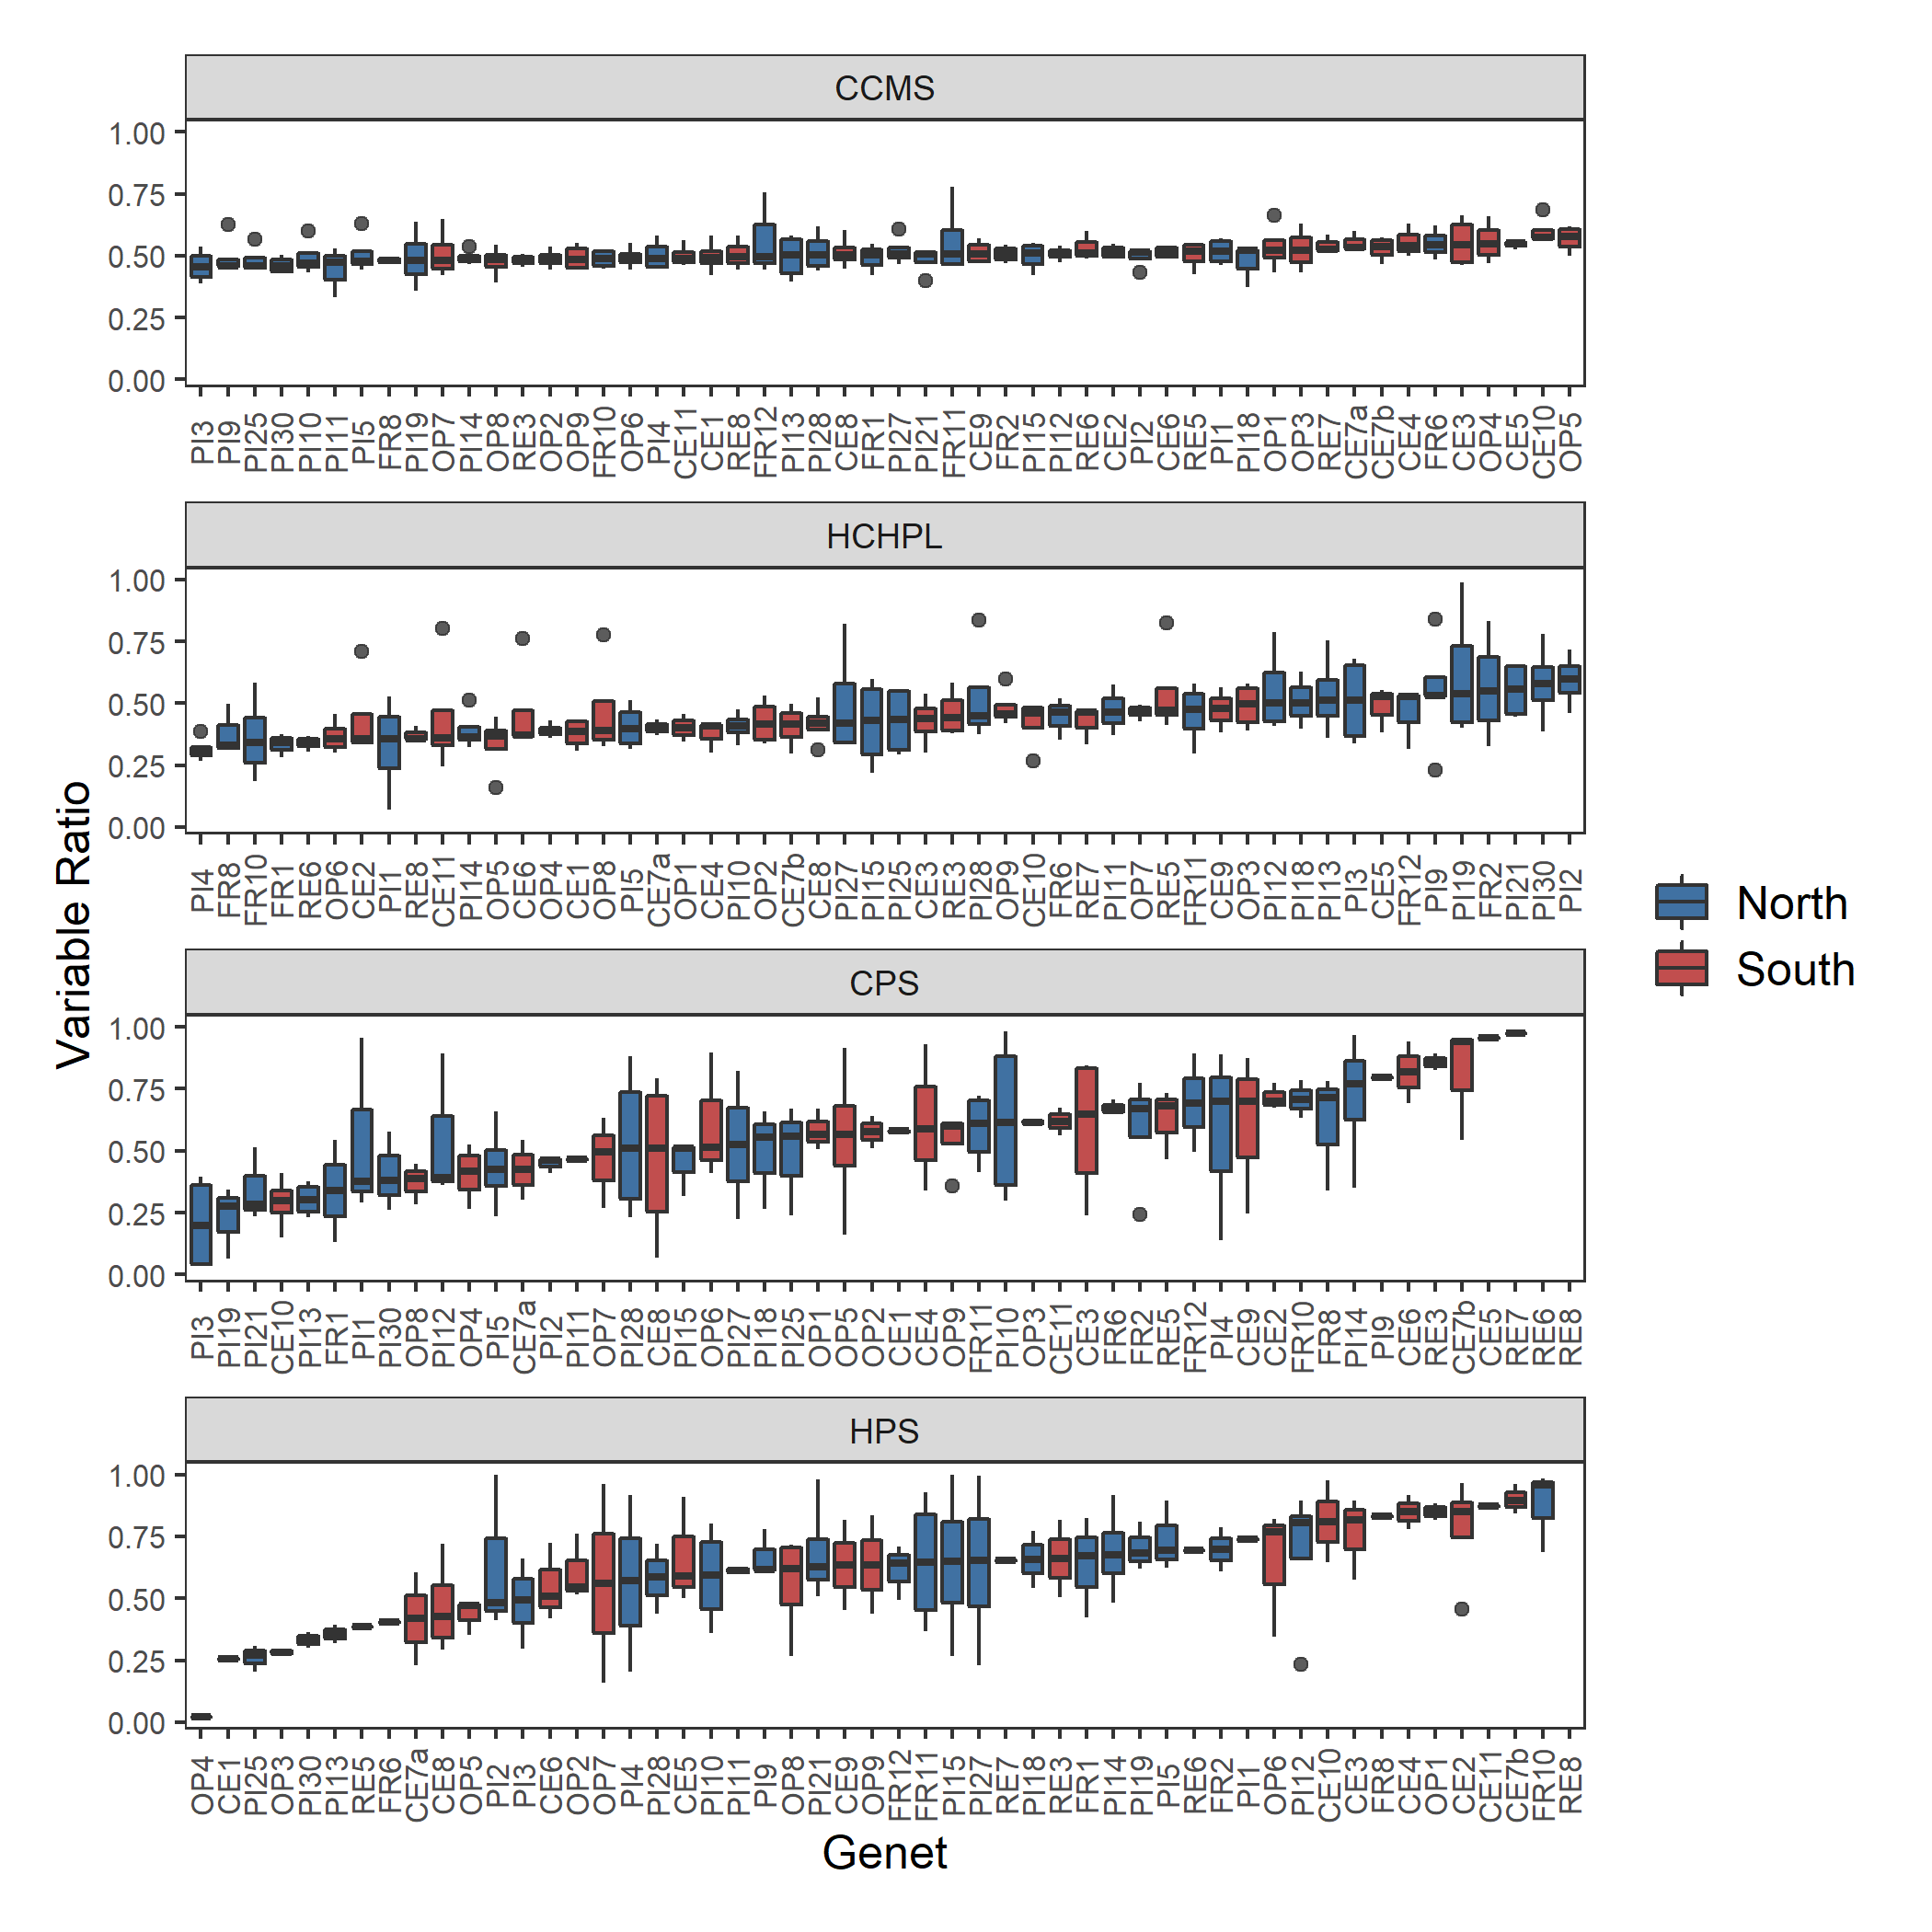 CCMS
1.00
0.75
0.50
0.25
0.00
PI3 PI9 PI25 PI30 PI10 PI11 PI5 FR8 PI19 OP7 PI14 OP8 RE3 OP2 OP9 FR10 OP6 PI4 CE11 CE1 RE8 FR12 PI13 PI28 CE8 FR1 PI27 PI21 FR11 CE9 FR2 PI15 PI12 RE6 CE2 PI2 CE6 RE5 PI1 PI18 OP1 OP3 RE7 CE7a CE7b CE4 FR6 CE3 OP4 CE5 CE10 OP5
HCHPL
1.00
0.75
0.50
0.25
0.00
PI4 FR8 FR10 FR1 RE6 OP6 CE2 PI1 RE8 CE11 PI14 OP5 CE6 OP4 CE1 OP8 PI5 CE7a OP1 CE4 PI10 OP2 CE7b CE8 PI27 PI15 PI25 CE3 RE3 PI28 OP9 CE10 FR6 RE7 PI11 OP7 RE5 FR11 CE9 OP3 PI12 PI18 PI13 PI3 CE5 FR12 PI9 PI19 FR2 PI21 PI30 PI2
CPS
1.00
0.75
0.50
0.25
0.00
PI3 PI19 PI21 CE10 PI13 FR1 PI1 PI30 OP8 PI12 OP4 PI5 CE7a PI2 PI11 OP7 PI28 CE8 PI15 OP6 PI27 PI18 PI25 OP1 OP5 OP2 CE1 CE4 OP9 FR11 PI10 OP3 CE11 CE3 FR6 FR2 RE5 FR12 PI4 CE9 CE2 FR10 FR8 PI14 PI9 CE6 RE3 CE7b CE5 RE7 RE6 RE8
HPS
1.00
0.75
0.50
0.25
0.00
OP4 CE1 PI25 OP3 PI30 PI13 RE5 FR6 CE7a CE8 OP5 PI2 PI3 CE6 OP2 OP7 PI4 PI28 CE5 PI10 PI11 PI9 OP8 PI21 CE9 OP9 FR12 FR11 PI15 PI27 RE7 PI18 RE3 FR1 PI14 PI19 PI5 RE6 FR2 PI1 OP6 PI12 CE10 CE3 FR8 CE4 OP1 CE2 CE11 CE7b FR10 RE8
Genet
Variable Ratio
North
South